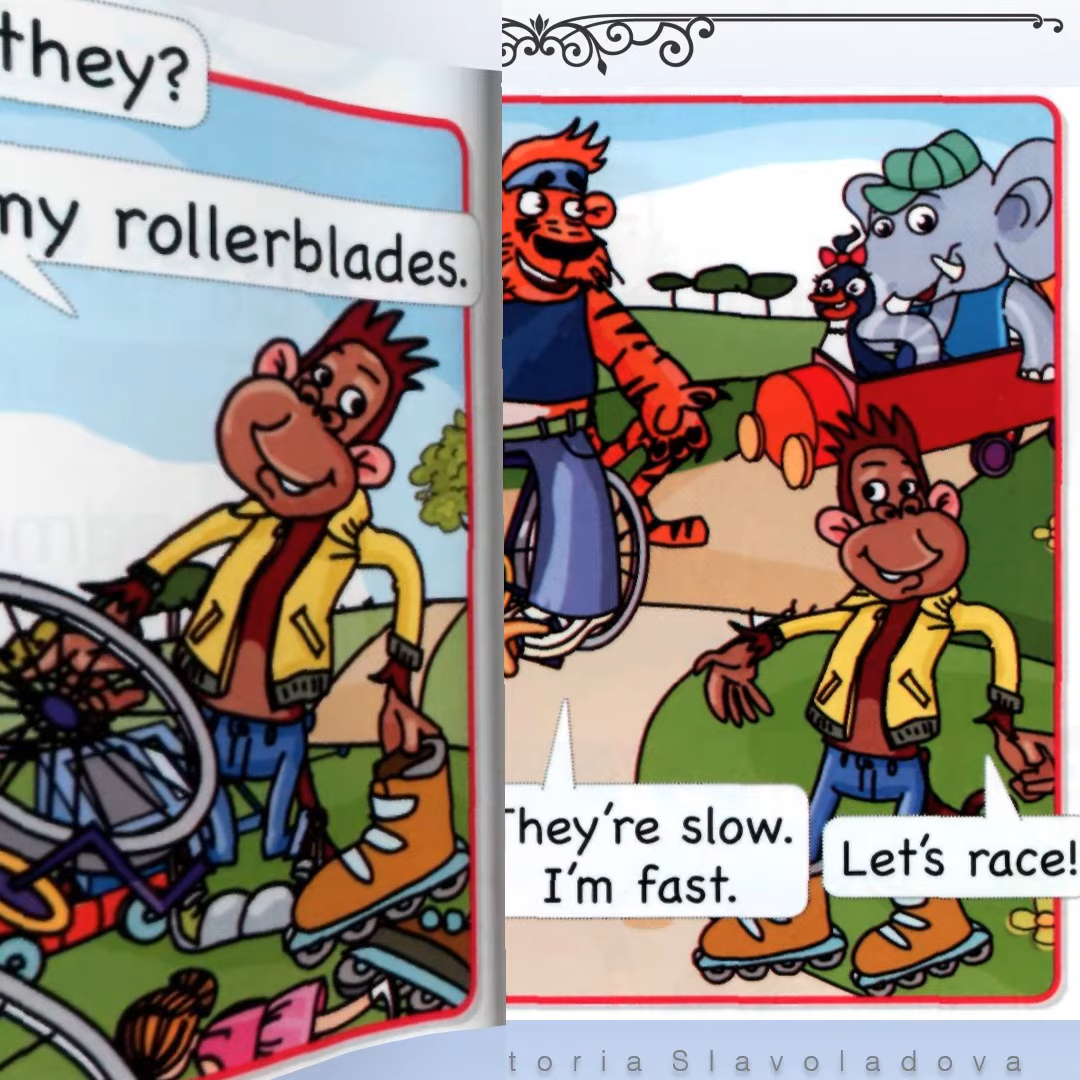 they?
my rollerblades.
They're slow.
I'm fast.
Let's race!
toria Slavoladova